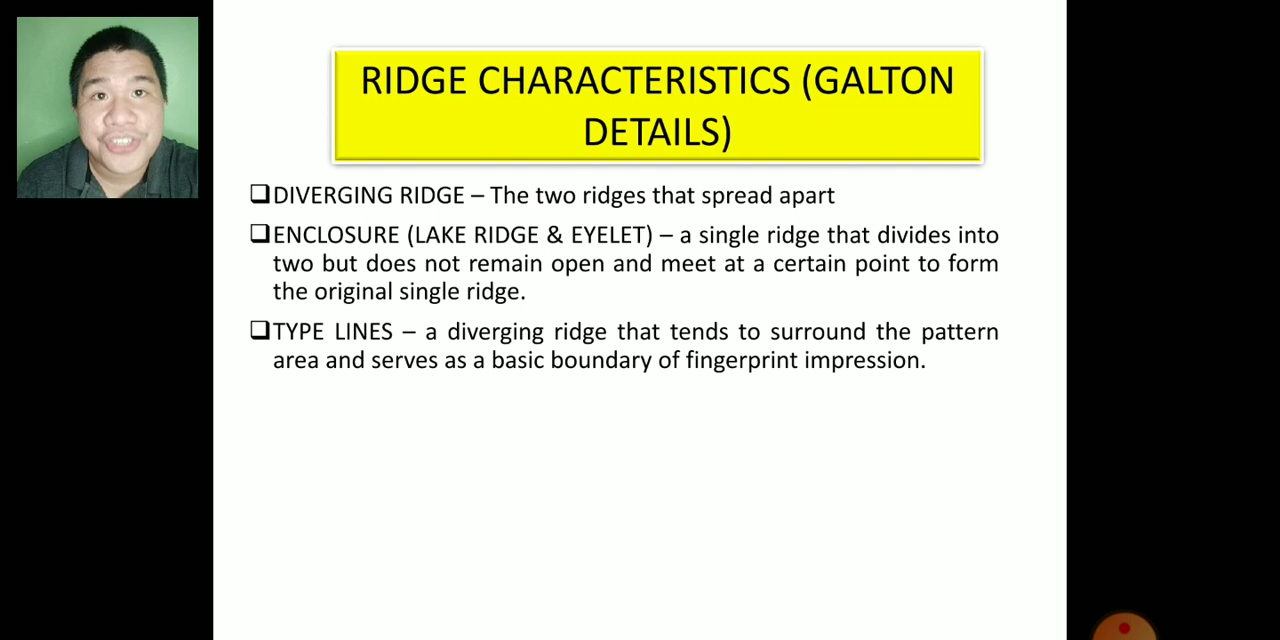 RIDGE CHARACTERISTICS (GALTON
DETAILS)
❑DIVERGING RIDGE – The two ridges that spread apart
❑ENCLOSURE (LAKE RIDGE & EYELET) – a single ridge that divides into
two but does not remain open and meet at a certain point to form
the original single ridge.
❑TYPE LINES – a diverging ridge that tends to surround the pattern
area and serves as a basic boundary of fingerprint impression.